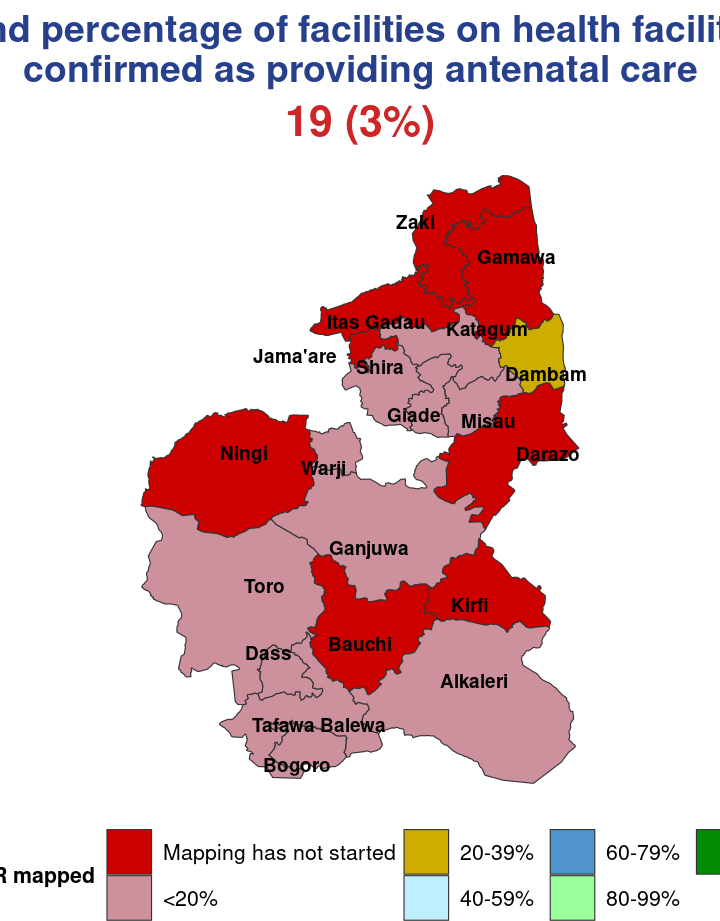 percentage of facilities on health
confirmed as providing antenatal care
19 (3%)
Zaki
Gamawa
Itas Gadau
Katagum
Jama'are
Shira
Dambam
Giade
Misau
Ningi
Warji
Darazo
Ganjuwa
Toro
Kirfi
Bauchi
Dass
Alkaleri
Tafawa Balewa
Bogoro
Mapping has not started
20-39%
60-79%
R mapped
<20%
40-59%
80-99%